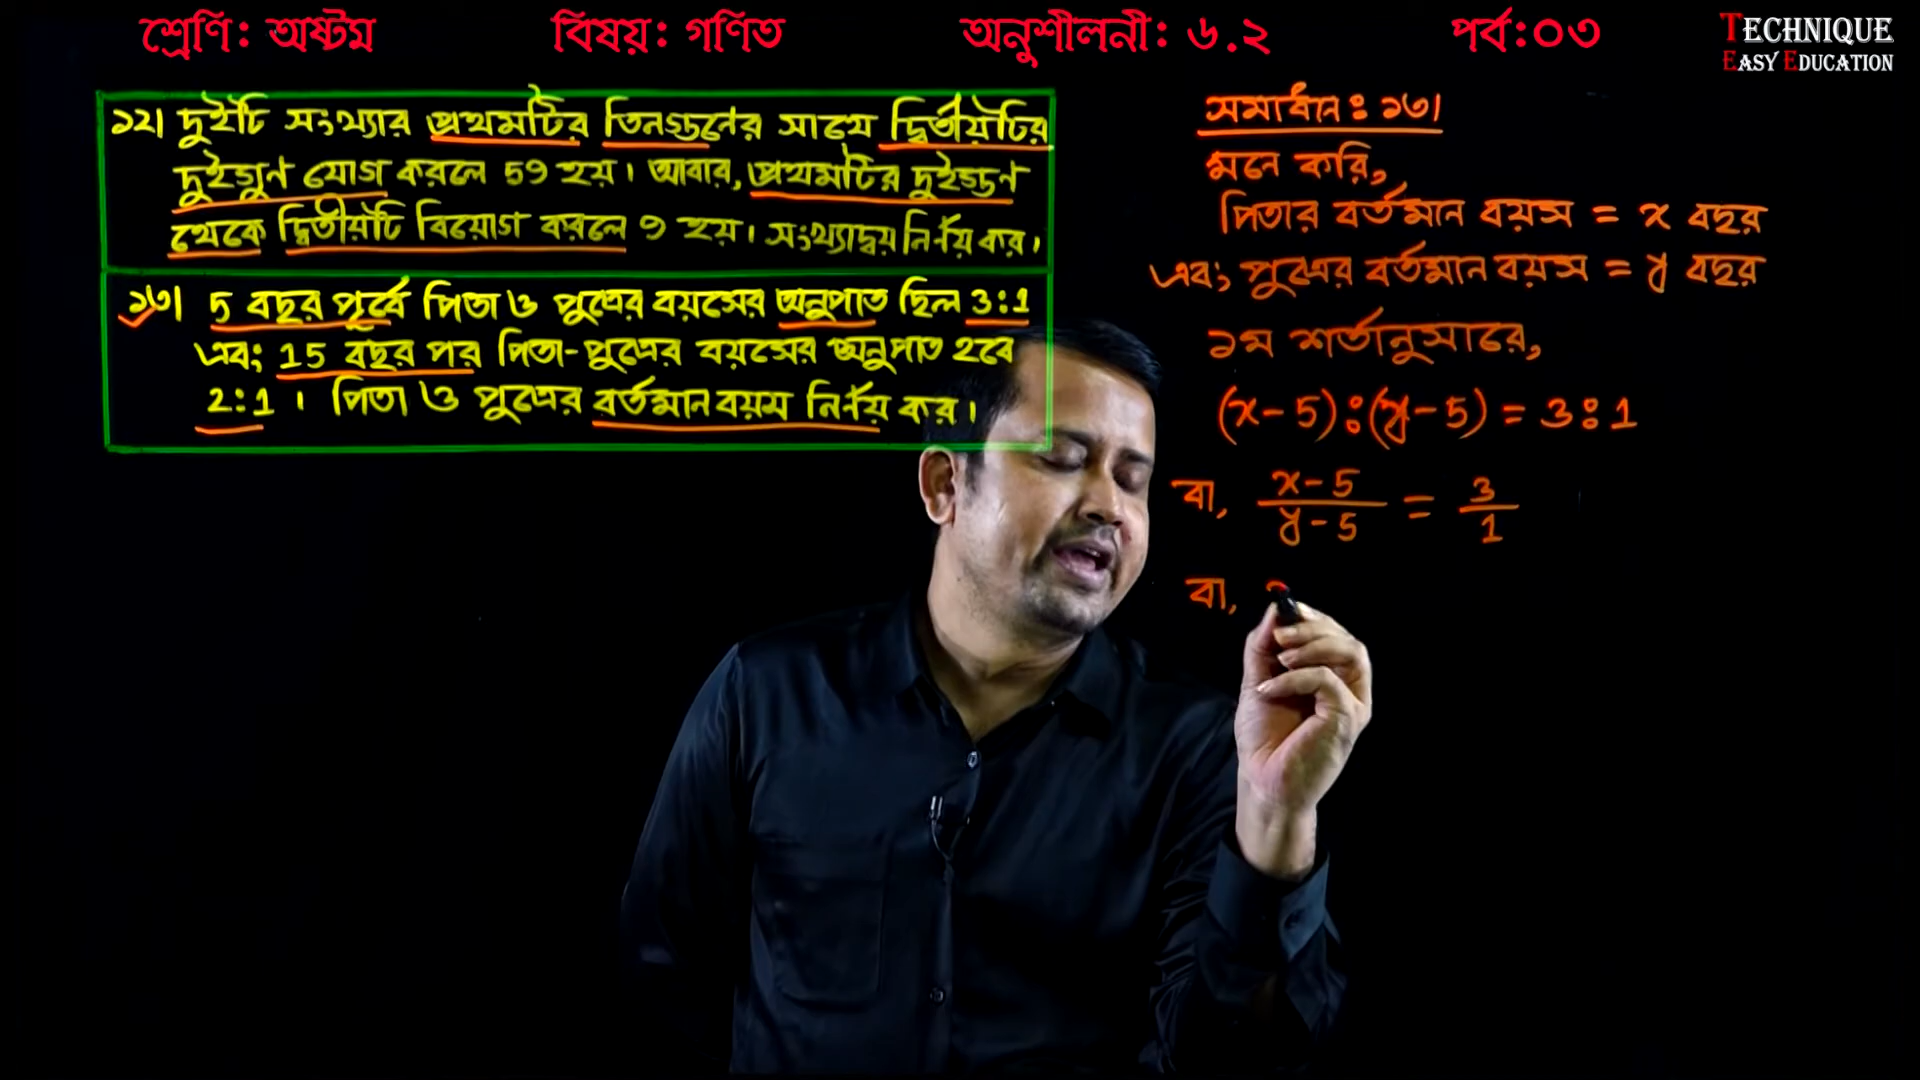 শ্রেণি: অষ্টম বিষয়: গণিত অনুশীলনী: ৬.২ পর্ব:০৩
TECHNIQUE
EASY EDUCATION
১২। দুইটি সংখ্যার প্রথমটির তিনগুনের সাথে দ্বিতীয়টির
দুইগুণ যোগ করলে 59 হয়। আবার, প্রথমটির দুইগুণ
থেকে দ্বিতীয়টি বিয়োগ করলে 9 হয়। সংখ্যাদ্বয় নির্ণয় কর।
১৩। 5 বছর পূর্বে পিতা ও পুত্রের বয়সের অনুপাত ছিল 3:1
এবং 15 বছর পর পিতা-পুত্রের বয়সের অনুপাত হবে
2:1। পিতা ও পুত্রের বর্তমান বয়স নির্ণয় কর।
সমাধান: ১৩।
মনে করি,
পিতার বর্তমান বয়স = x বছর
এবং পুত্রের বর্তমান বয়স = y বছর
১ম শর্তানুসারে,
(x-5):(y-5) = 3:1
বা, x-5/y-5 = 3/1
বা,